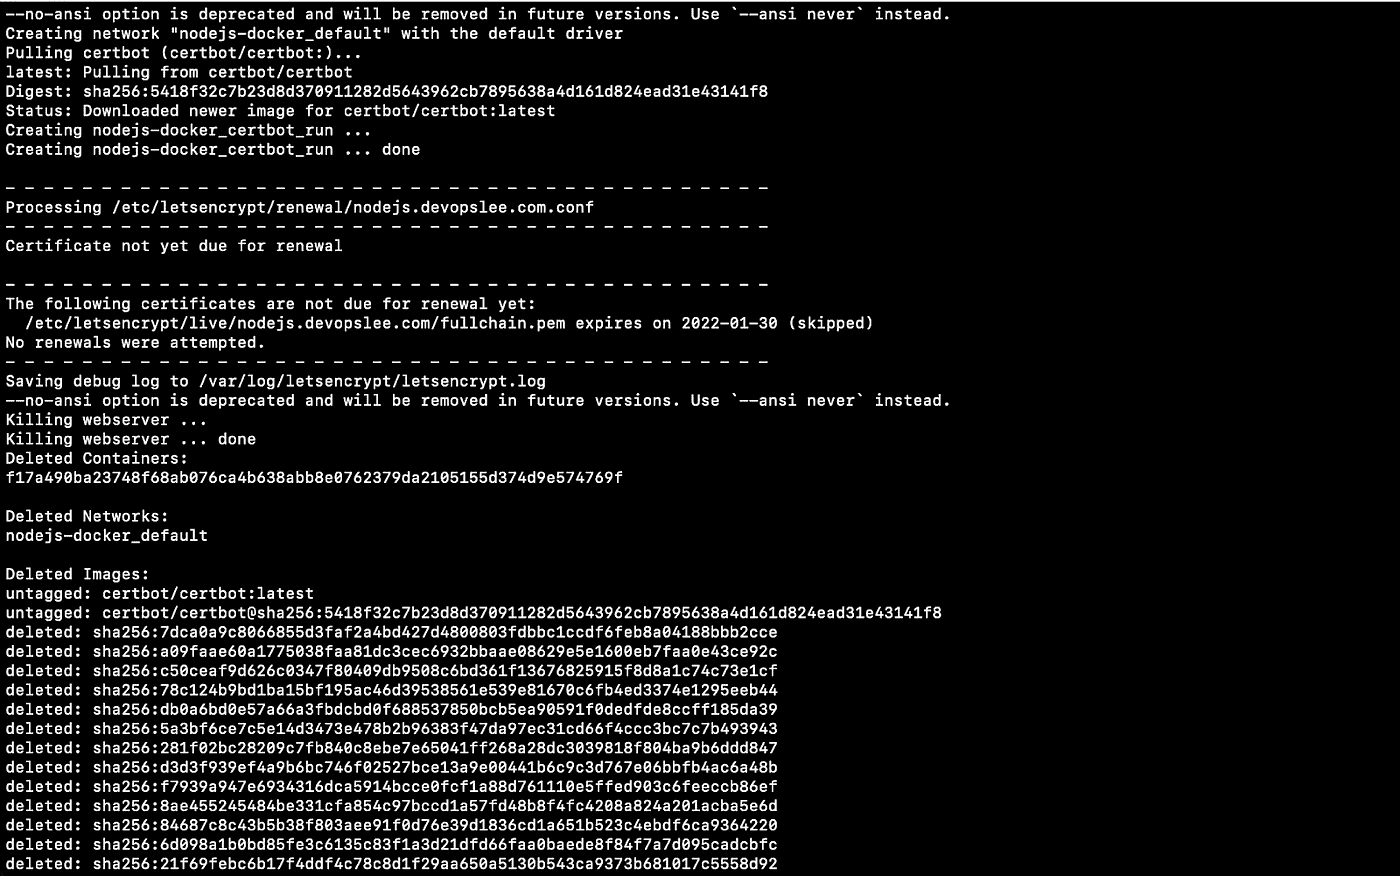 --no-ansi option is deprecated and will be removed in future versions. Use `--ansi never` instead.
Creating network "nodejs-docker_default" with the default driver
Pulling certbot (certbot/certbot:)...
latest: Pulling from certbot/certbot
Digest: sha256:5418f32c7b23d8d370911282d5643962cb7895638a4d161d824ead31e43141f8
Status: Downloaded newer image for certbot/certbot:latest
Creating nodejs-docker_certbot_run ...
Creating nodejs-docker_certbot_run ... done

- - - - - - - - - - - - - - - - - - - - - - - - - - - - - - - - - - - - - - - -
Processing /etc/letsencrypt/renewal/nodejs.devopslee.com.conf
- - - - - - - - - - - - - - - - - - - - - - - - - - - - - - - - - - - - - - - -
Certificate not yet due for renewal

- - - - - - - - - - - - - - - - - - - - - - - - - - - - - - - - - - - - - - - -
The following certificates are not due for renewal yet:
  /etc/letsencrypt/live/nodejs.devopslee.com/fullchain.pem expires on 2022-01-30 (skipped)
No renewals were attempted.
- - - - - - - - - - - - - - - - - - - - - - - - - - - - - - - - - - - - - - - -
Saving debug log to /var/log/letsencrypt/letsencrypt.log
--no-ansi option is deprecated and will be removed in future versions. Use `--ansi never` instead.
Killing webserver ...
Killing webserver ... done
Deleted Containers:
f17a490ba23748f68ab076ca4b638abb8e0762379da2105155d374d9e574769f

Deleted Networks:
nodejs-docker_default

Deleted Images:
untagged: certbot/certbot:latest
untagged: certbot/certbot@sha256:5418f32c7b23d8d370911282d5643962cb7895638a4d161d824ead31e43141f8
deleted: sha256:7dca0a9c8066855d3faf2a4bd427d4800803fdbbc1ccdf6feb8a04188bbb2cce
deleted: sha256:a09faae60a1775038faa81dc3cec6932bbaae08629e5e1600eb7faa0e43ce92c
deleted: sha256:c50ceaf9d626c0347f80409db9508c6bd361f13676825915f8d8a1c74c73e1cf
deleted: sha256:78c124b9bd1ba15bf195ac46d39538561e539e81670c6fb4ed3374e1295eeb44
deleted: sha256:db0a6bd0e57a66a3fbdcbd0f688537850bcb5ea90591f0dedfde8ccff185da39
deleted: sha256:5a3bf6ce7c5e14d3473e478b2b96383f47da97ec31cd66f4ccc3bc7c7b493943
deleted: sha256:281f02bc28209c7fb840c8ebe7e65041ff268a28dc3039818f804ba9b6ddd847
deleted: sha256:d3d3f939ef4a9b6bc746f02527bce13a9e00441b6c9c3d767e06bbfb4ac6a48b
deleted: sha256:f7939a947e6934316dca5914bcce0fcf1a88d761110e5ffed903c6feeccb86ef
deleted: sha256:8ae455245484be331cfa854c97bccd1a57fd48b8f4fc4208a824a201acba5e6d
deleted: sha256:84687c8c43b5b38f803aee91f0d76e39d1836cd1a651b523c4ebdf6ca9364220
deleted: sha256:6d098a1b0bd85fe3c6135c83f1a3d21dfd66faa0baede8f84f7a7d095cadcbfc
deleted: sha256:21f69febc6b17f4ddf4c78c8d1f29aa650a5130b543ca9373b681017c5558d92